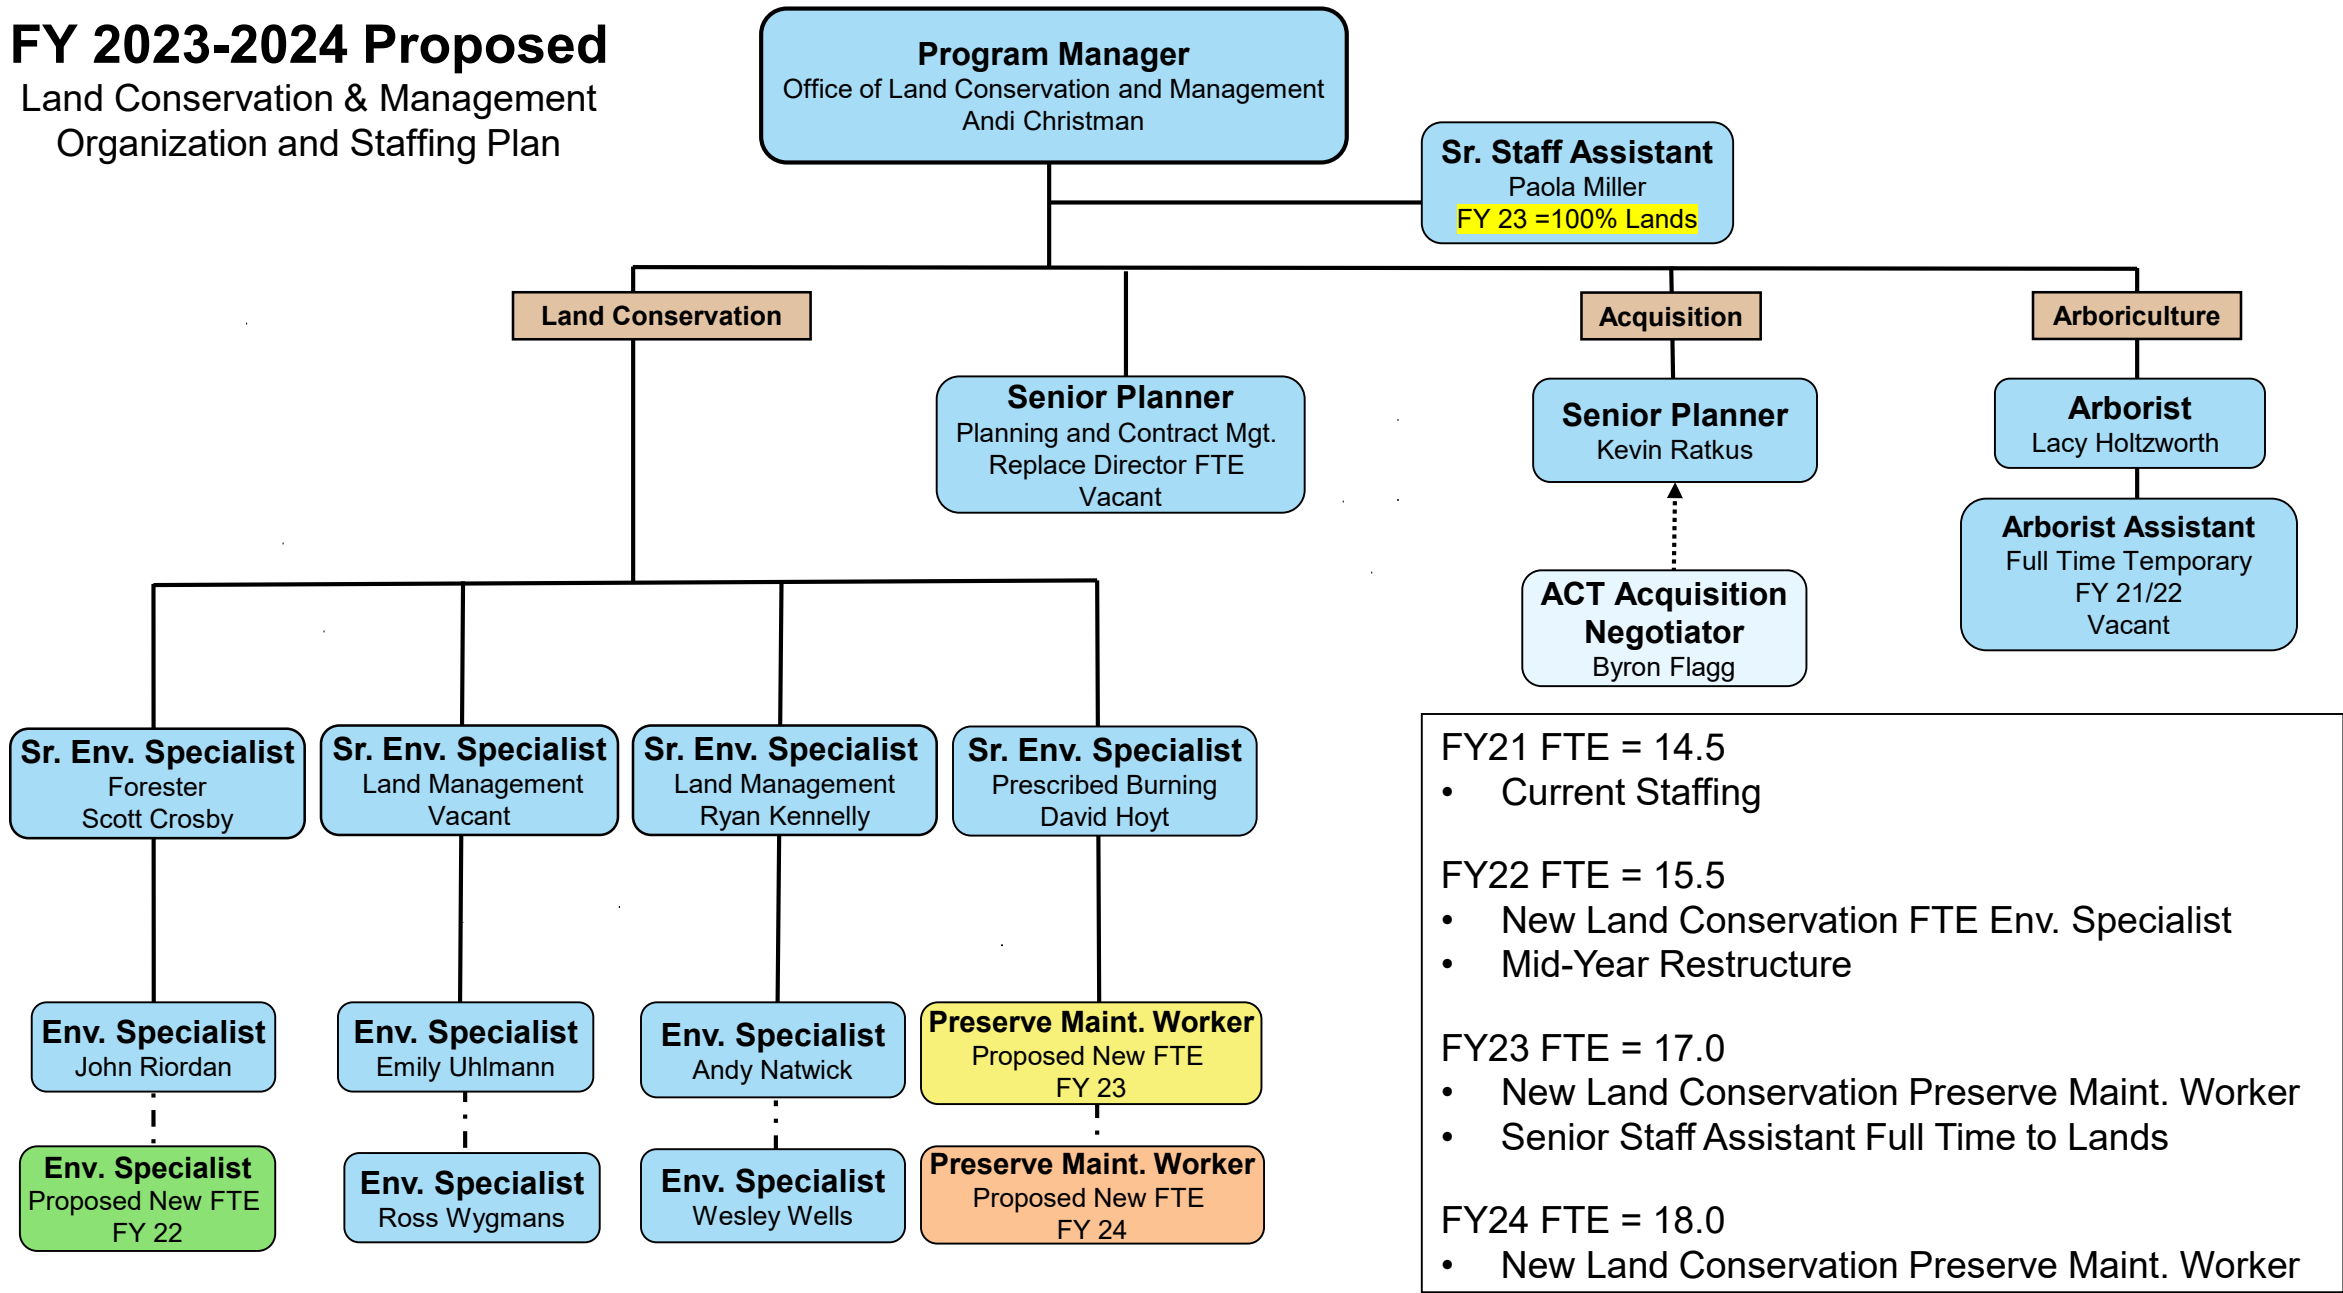 FY 2023-2024 Proposed
Land Conservation & Management
Organization and Staffing Plan
Program Manager
Office of Land Conservation and Management
Andi Christman
Sr. Staff Assistant
Paola Miller
FY 23 =100% Lands
Land Conservation
Acquisition
Arboriculture
Senior Planner
Planning and Contract Mgt.
Replace Director FTE
Vacant
Senior Planner
Kevin Ratkus
Arborist
Lacy Holtzworth
ACT Acquisition
Negotiator
Byron Flagg
Arborist Assistant
Full Time Temporary
FY 21/22
Vacant
Sr. Env. Specialist
Forester
Scott Crosby
Sr. Env. Specialist
Land Management
Vacant
Sr. Env. Specialist
Land Management
Ryan Kennelly
Sr. Env. Specialist
Prescribed Burning
David Hoyt
Env. Specialist
John Riordan
Env. Specialist
Emily Uhlmann
Env. Specialist
Andy Natwick
Preserve Maint. Worker
Proposed New FTE
FY 23
Env. Specialist
Proposed New FTE
FY 22
Env. Specialist
Ross Wygmans
Env. Specialist
Wesley Wells
Preserve Maint. Worker
Proposed New FTE
FY 24
FY21 FTE = 14.5
• Current Staffing
FY22 FTE = 15.5
• New Land Conservation FTE Env. Specialist
• Mid-Year Restructure
FY23 FTE = 17.0
• New Land Conservation Preserve Maint. Worker
• Senior Staff Assistant Full Time to Lands
FY24 FTE = 18.0
• New Land Conservation Preserve Maint. Worker